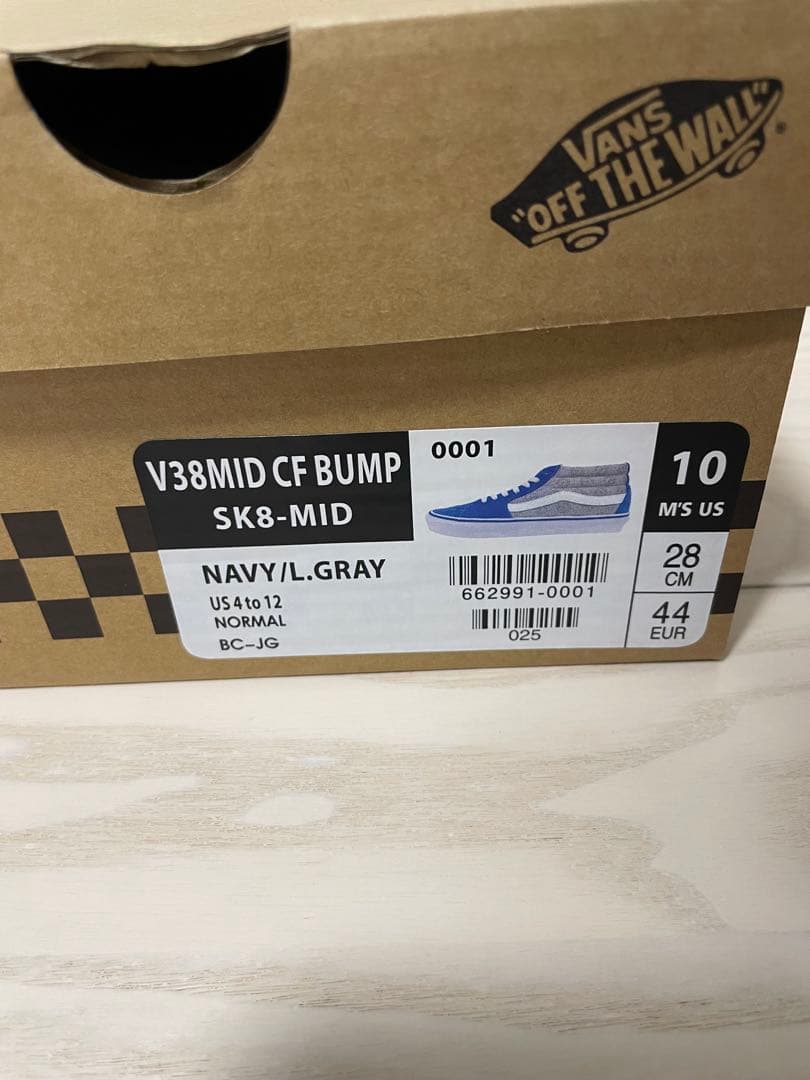 VANS
"OFF THE WALL"
®
V38MID CF BUMP
SK8-MID
NAVY/L.GRAY
US 4 to 12
NORMAL
BC-JG
0001
662991-0001
025
10
M'S US
28
CM
44
EUR